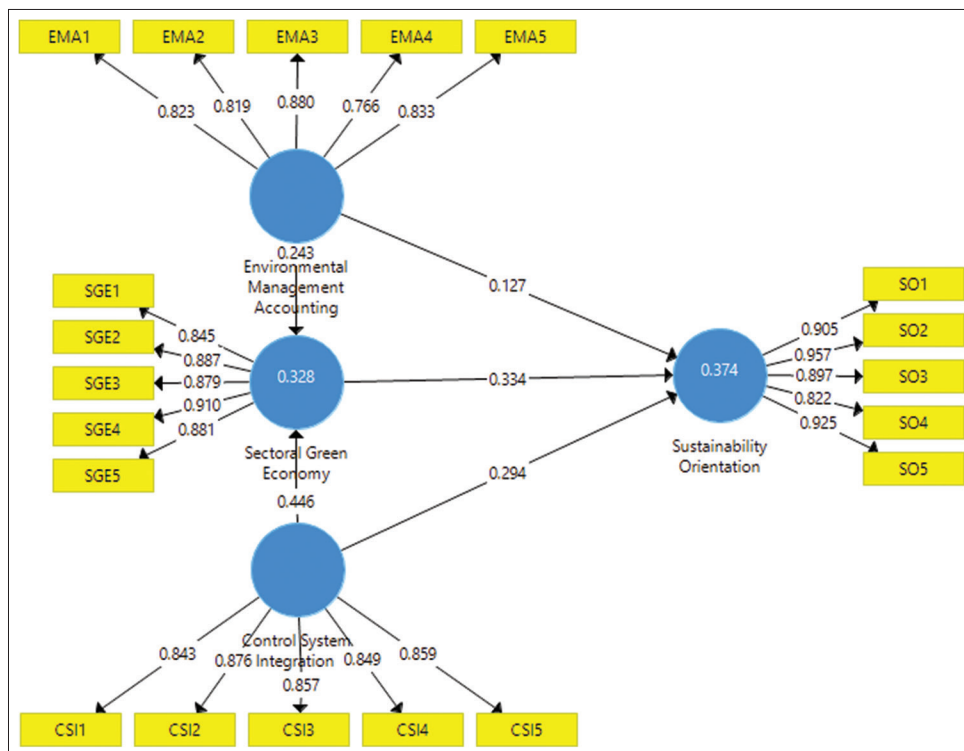 EMA1 EMA2 EMA3 EMA4 EMA5
0.823 0.819 0.880 0.766 0.833
0.243
Environmental
Management
Accounting
0.127
SGE1
SGE2
SGE3
SGE4
SGE5
0.845
0.887
0.879
0.910
0.881
0.328
Sectoral Green
Economy
0.334
0.446
0.294
0.374
Sustainability
Orientation
0.905
0.957
0.897
0.822
0.925
SO1
SO2
SO3
SO4
SO5
Control System
Integration
0.843 0.876 0.857 0.849 0.859
CSI1 CSI2 CSI3 CSI4 CSI5